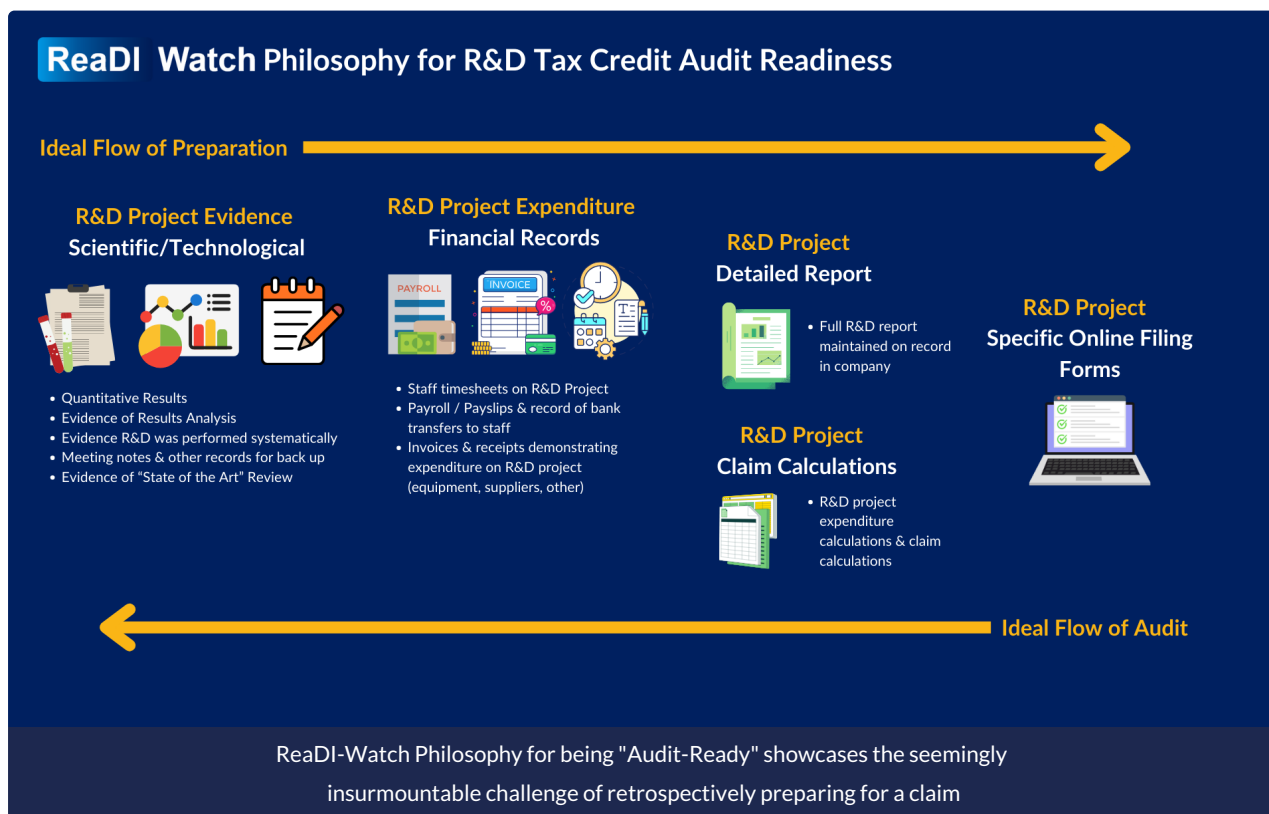 ReaDI Watch Philosophy for R&D Tax Credit Audit Readiness
Ideal Flow of Preparation
R&D Project Evidence
Scientific/Technological
• Quantitative Results
• Evidence of Results Analysis
• Evidence R&D was performed systematically
• Meeting notes & other records for back up
• Evidence of “State of the Art” Review
R&D Project Expenditure
Financial Records
PAYROLL
INVOICE
%
T
• Staff timesheets on R&D Project
• Payroll / Payslips & record of bank
transfers to staff
• Invoices & receipts demonstrating
expenditure on R&D project
(equipment, suppliers, other)
R&D Project
Detailed Report
• Full R&D report
maintained on record
in company
R&D Project
Claim Calculations
• R&D project
expenditure
calculations & claim
calculations
R&D Project
Specific Online Filing
Forms
Ideal Flow of Audit
ReaDI-Watch Philosophy for being "Audit-Ready" showcases the seemingly
insurmountable challenge of retrospectively preparing for a claim